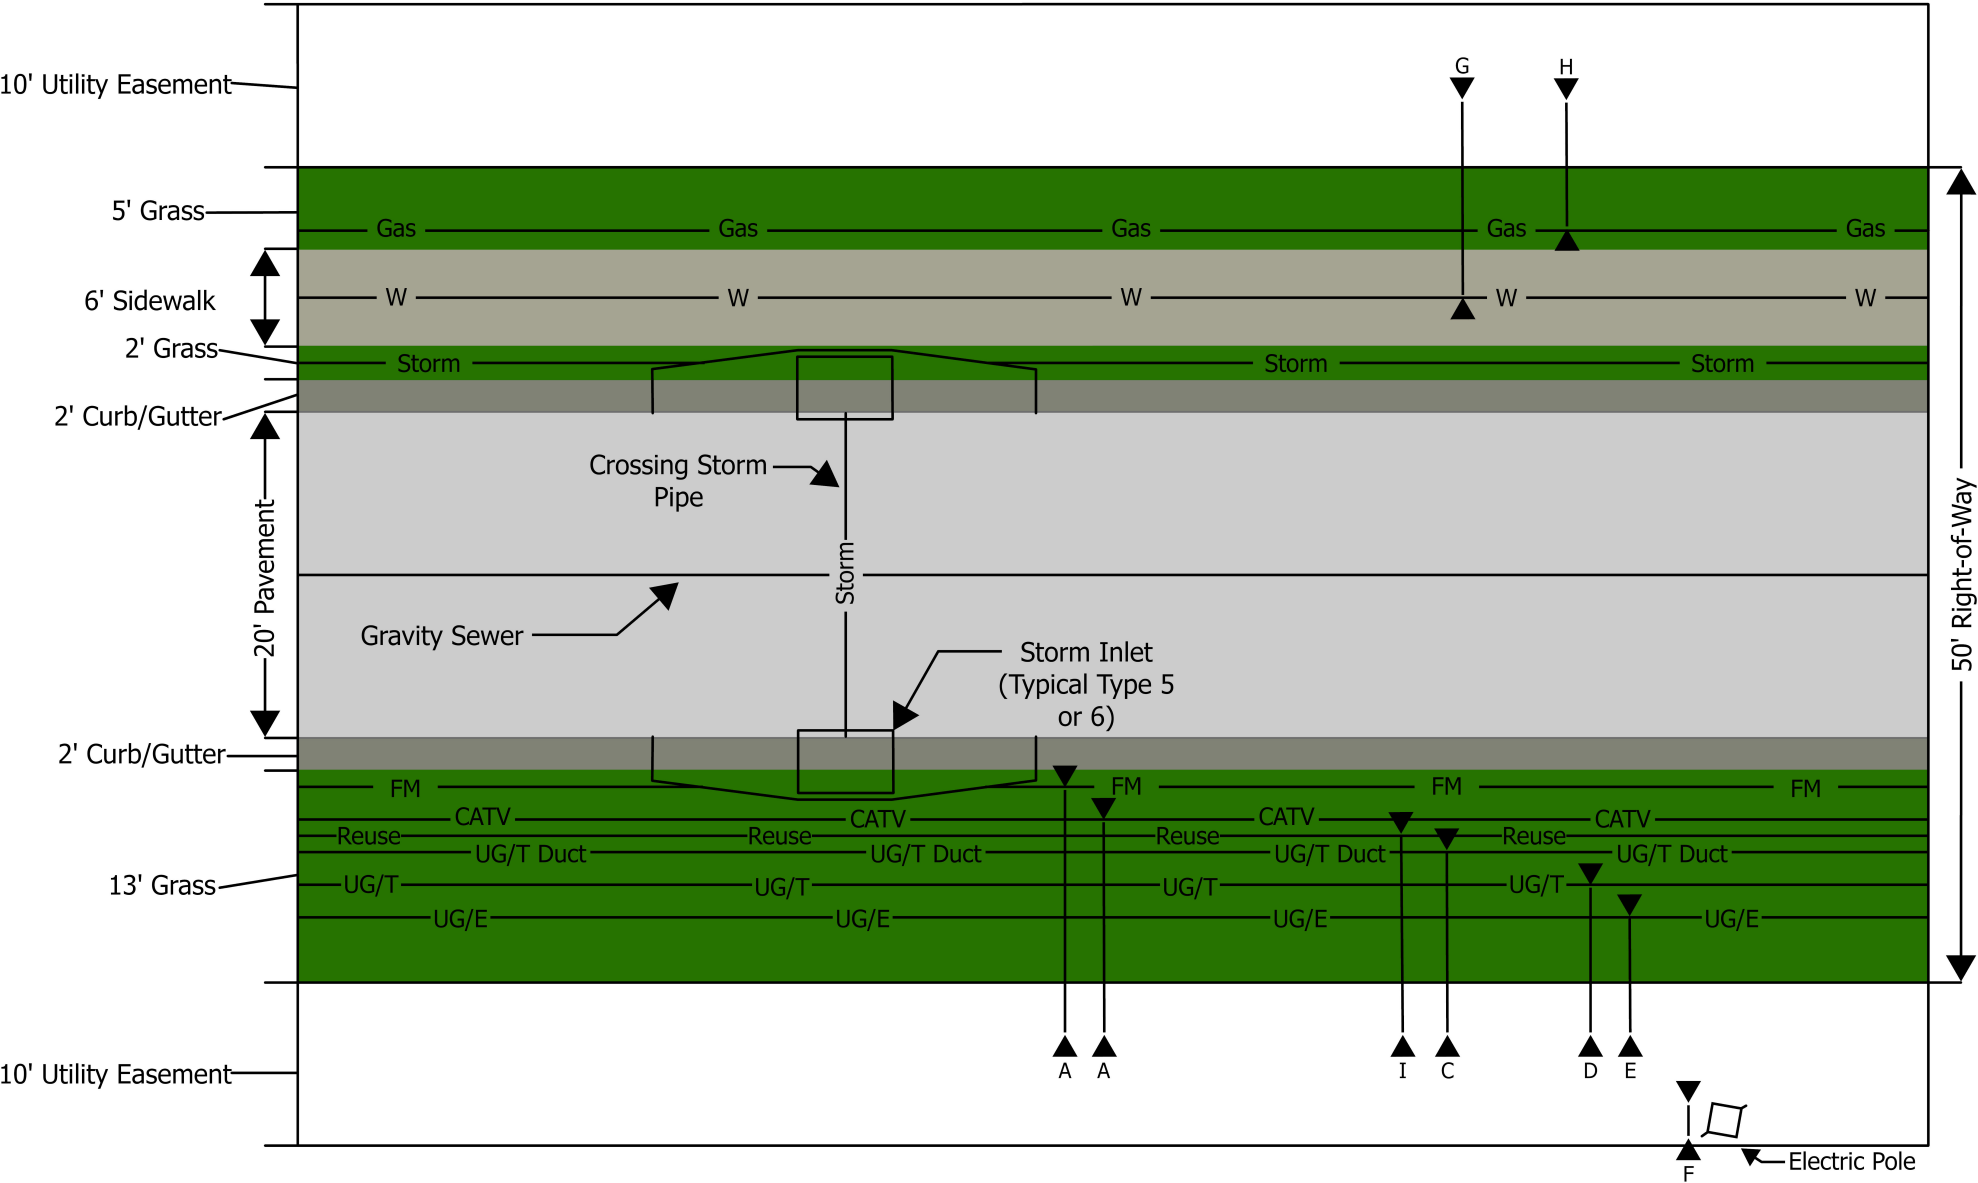 G H
10' Utility Easement
5' Grass
Gas Gas Gas Gas Gas
6' Sidewalk
W W W W W
2' Grass
Storm Storm Storm
2' Curb/Gutter
Crossing Storm
Pipe
20' Pavement
Storm
50' Right-of-Way
Gravity Sewer
Storm Inlet
(Typical Type 5
or 6)
2' Curb/Gutter
FM FM FM FM
CATV CATV CATV CATV
Reuse Reuse Reuse Reuse
UG/T Duct UG/T Duct UG/T Duct UG/T Duct
13' Grass
UG/T UG/T UG/T UG/T
UG/E UG/E UG/E UG/E
10' Utility Easement
A A I C D E
Electric Pole
F